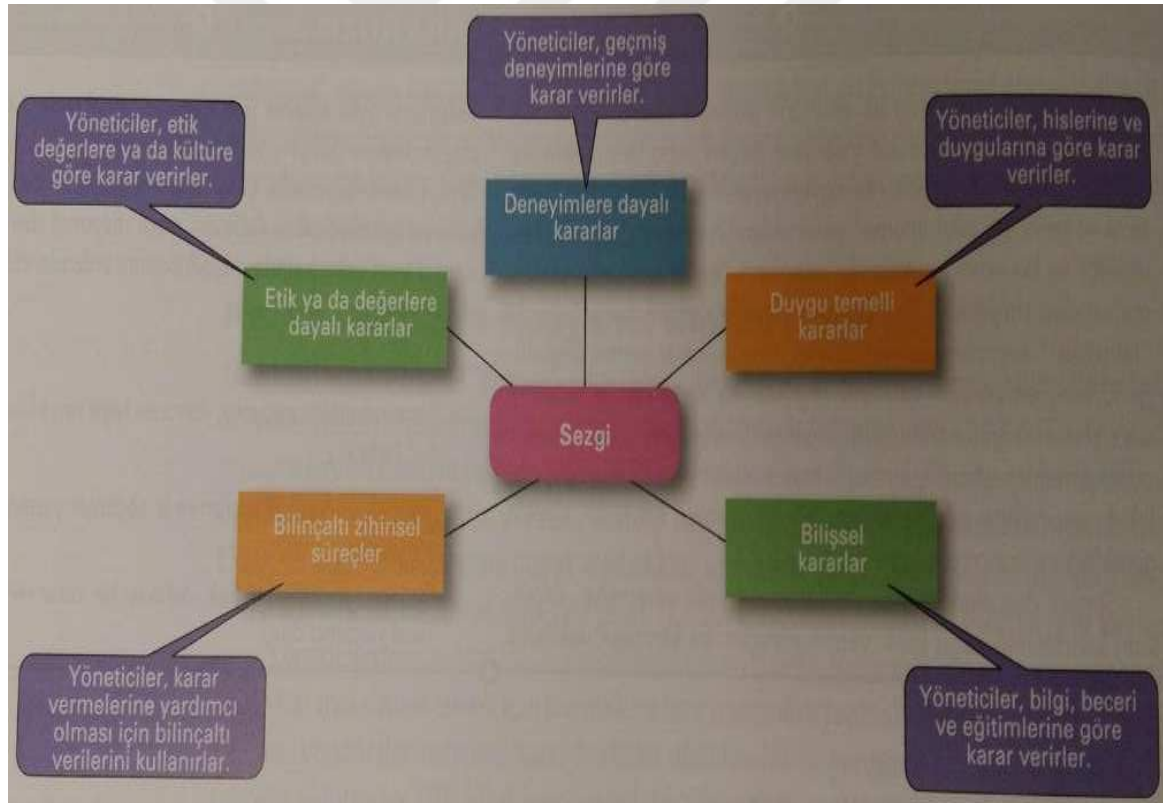 Yöneticiler, geçmiş
deneyimlerine göre
karar verirler.
Yöneticiler, etik
değerlere ya da kültüre
göre karar verirler.
Yöneticiler, hislerine ve
duygularına göre karar
verirler.
Deneyimlere dayalı
kararlar
Etik ya da değerlere
dayalı kararlar
Duygu temelli
kararlar
Sezgi
Bilinçaltı zihinsel
süreçler
Bilişsel
kararlar
Yöneticiler, karar
vermelerine yardımcı
olması için bilinçaltı
verilerini kullanırlar.
Yöneticiler, bilgi, beceri
ve eğitimlerine göre
karar verirler.